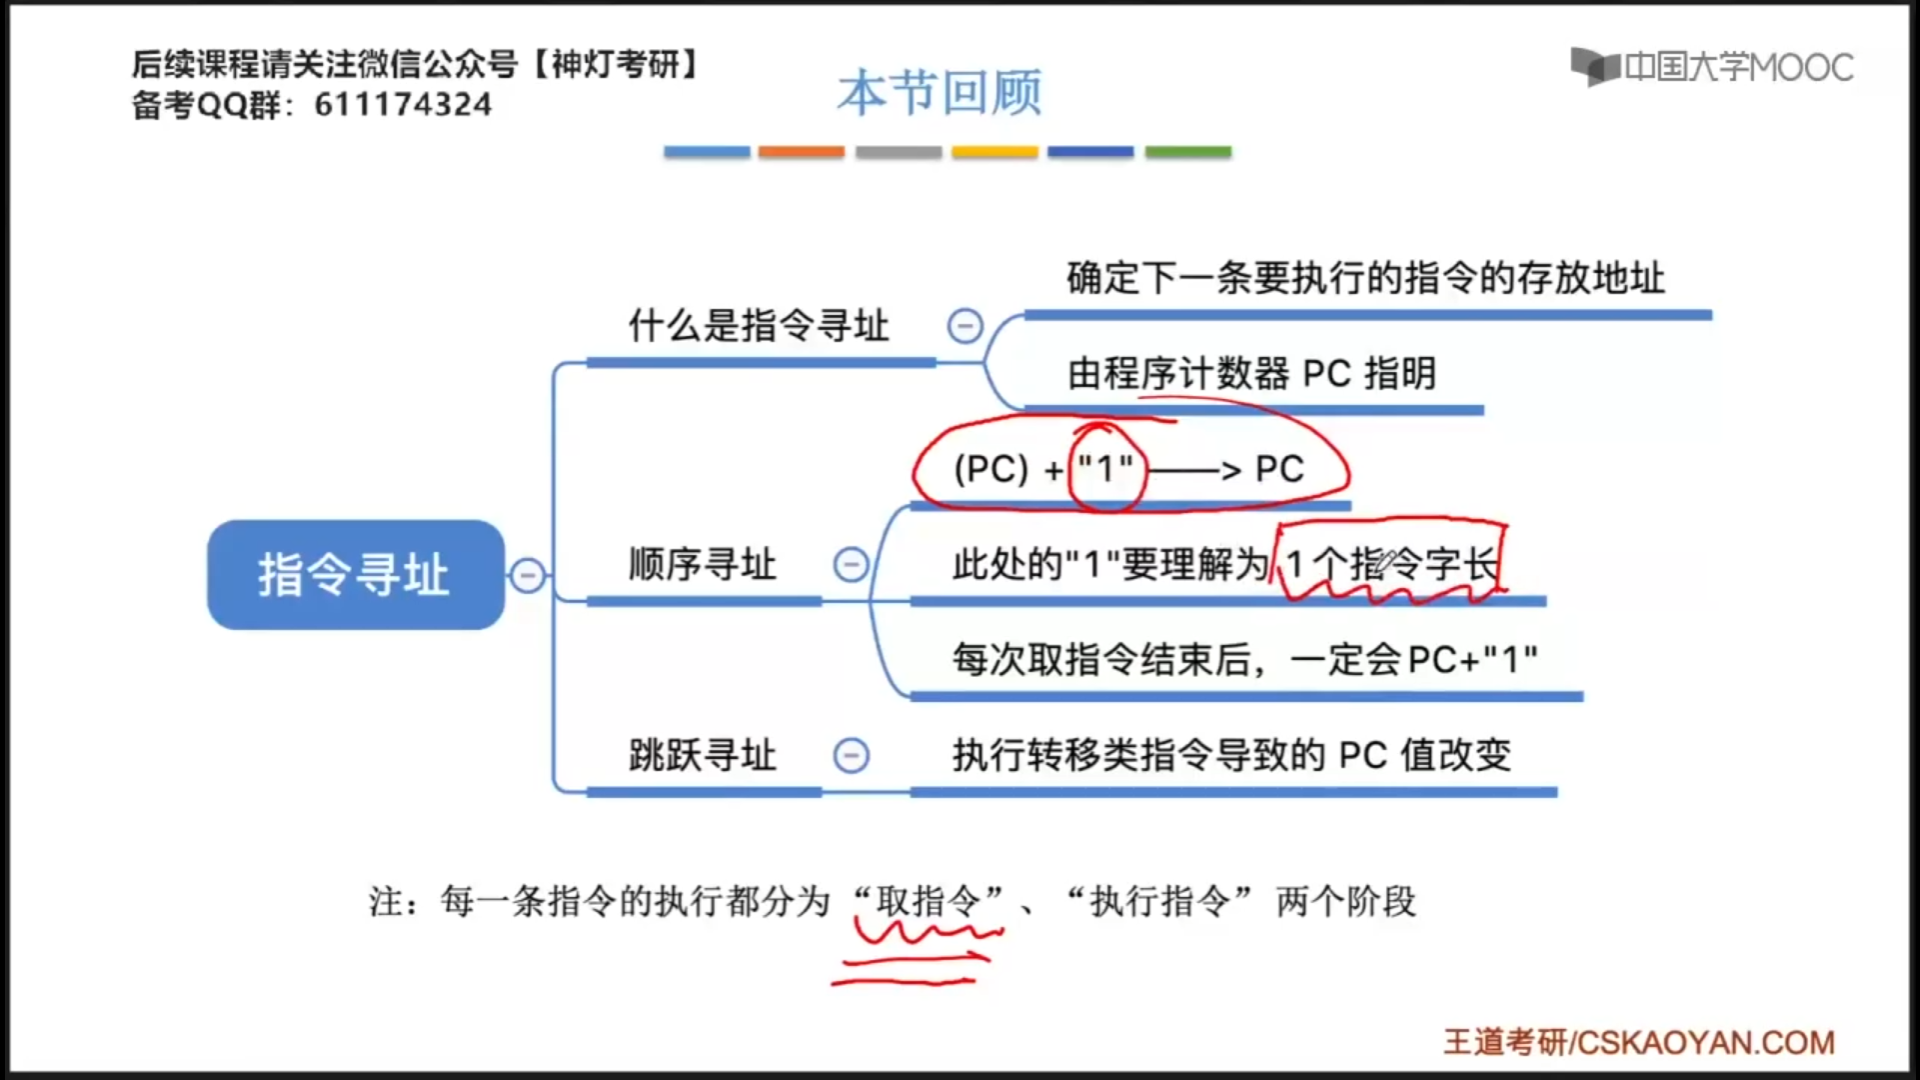 后续课程请关注微信公众号【神灯考研】
备考QQ群：611174324
中国大学MOOC
本节回顾
确定下一条要执行的指令的存放地址
什么是指令寻址
由程序计数器 PC 指明
(PC) + "1" ——> PC
指令寻址
顺序寻址
此处的"1"要理解为 1个指令字长
每次取指令结束后，一定会PC+"1"
跳跃寻址
执行转移类指令导致的 PC 值改变
注：每一条指令的执行都分为“取指令”、“执行指令”两个阶段
王道考研/CSKAOYAN.COM